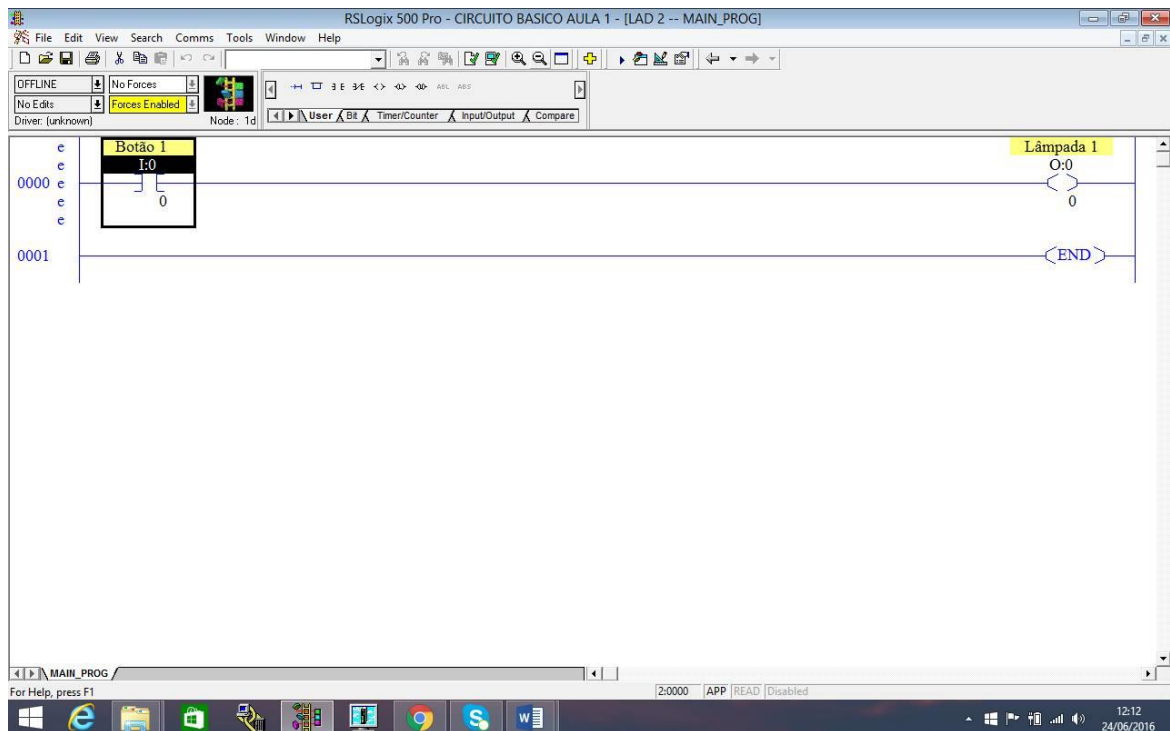 RSLogix 500 Pro - CIRCUITO BASICO AULA 1 - [LAD 2 -- MAIN_PROG]
File Edit View Search Comms Tools Window Help
OFFLINE No Forces
No Edits Forces Enabled
Driver: (unknown) Node : 1d
ABL ABS
User Bit Timer/Counter Input/Output Compare
e Botão 1 Lâmpada 1
e I:0 O:0
0000 e
e 0 0
e
0001 END
MAIN_PROG
For Help, press F1 2:0000 APP READ Disabled
12:12
24/06/2016